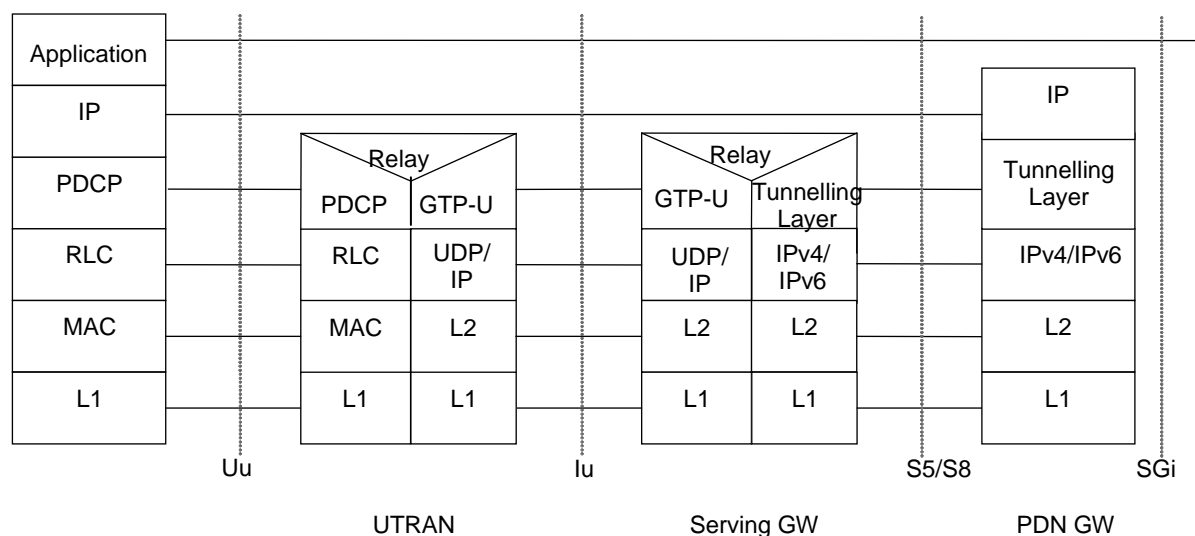 Application
IP
IP
Relay
Relay
PDCP
PDCP
GTP-U
GTP-U
Tunnelling
Layer
Tunnelling
Layer
RLC
RLC
UDP/
IP
UDP/
IP
IPv4/
IPv6
IPv4/IPv6
MAC
MAC
L2
L2
L2
L2
L1
L1
L1
L1
L1
L1
Uu
Iu
S5/S8
SGi
UTRAN
Serving GW
PDN GW